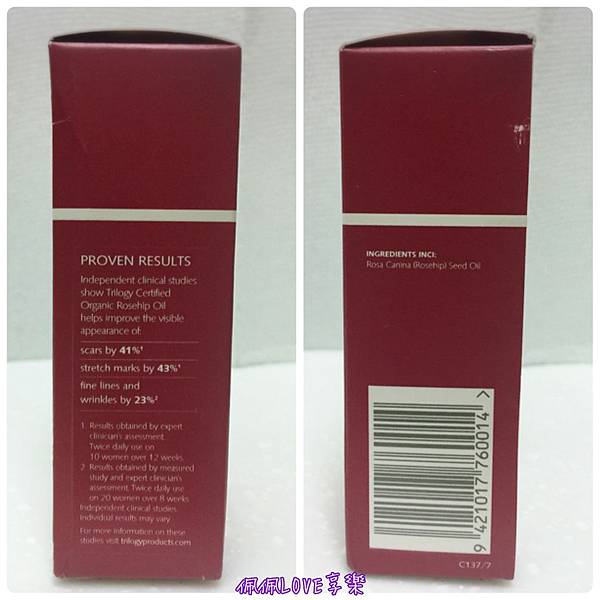 PROVEN RESULTS
Independent clinical studies
show Trilogy Certified
Organic Rosehip Oil
helps improve the visible
appearance of:
scars by 41%¹
stretch marks by 43%¹
fine lines and
wrinkles by 23%²
1. Results obtained by expert
clinician's assessment.
Twice daily use on
10 women over 12 weeks.
2. Results obtained by measured
study and expert clinician's
assessment. Twice daily use
on 20 women over 8 weeks
Independent clinical studies.
Individual results may vary
For more information on these
studies visit trilogyproducts.com
INGREDIENTS INCI:
Rosa Canina (Rosehip) Seed Oil
9 421017 760014 >
C137/7
佩佩LOVE享樂